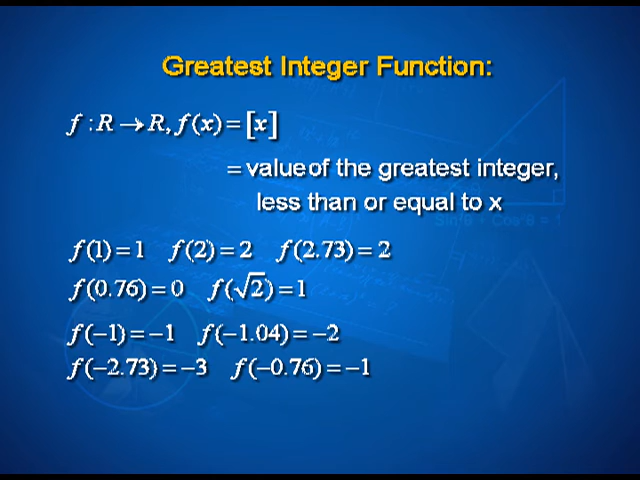 Greatest Integer Function:
f : R → R, f(x) = [x]
= value of the greatest integer,
less than or equal to x
f(1) = 1 f(2) = 2 f(2.73) = 2
f(0.76) = 0 f(√2) = 1
f(−1) = −1 f(−1.04) = −2
f(−2.73) = −3 f(−0.76) = −1